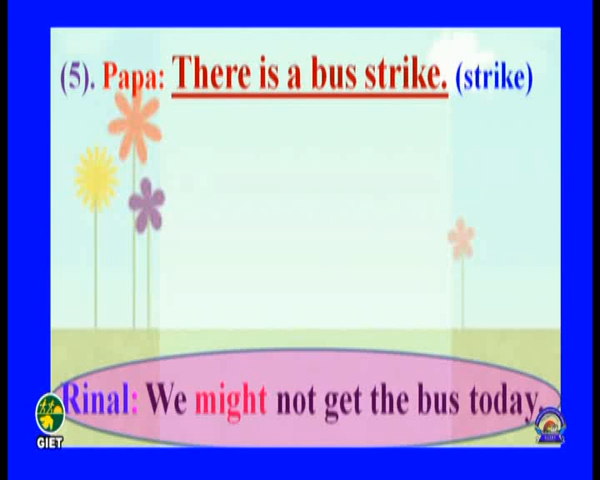 (5). Papa: There is a bus strike. (strike)
Rinal: We might not get the bus today.
GIET